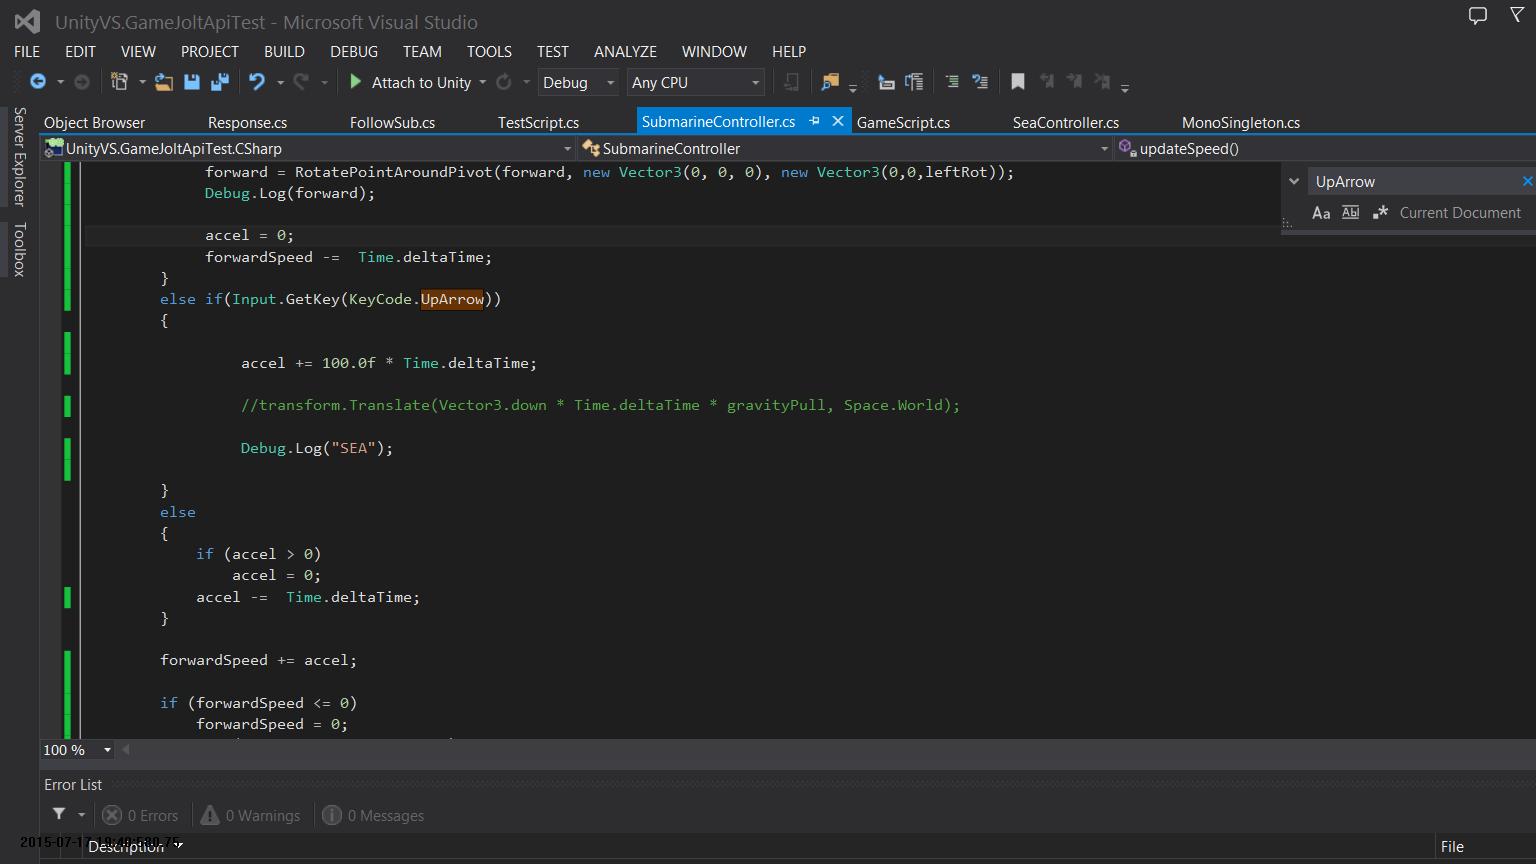 UnityVS.GameJoltApiTest - Microsoft Visual Studio
FILE EDIT VIEW PROJECT BUILD DEBUG TEAM TOOLS TEST ANALYZE WINDOW HELP
Attach to Unity Debug Any CPU
Server Explorer
Toolbox
Object Browser Response.cs FollowSub.cs TestScript.cs SubmarineController.cs GameScript.cs SeaController.cs MonoSingleton.cs
UnityVS.GameJoltApiTest.CSharp SubmarineController updateSpeed()
UpArrow
Aa Abl .* Current Document
forward = RotatePointAroundPivot(forward, new Vector3(0, 0, 0), new Vector3(0,0,leftRot));
Debug.Log(forward);
accel = 0;
forwardSpeed -=  Time.deltaTime;
}
else if(Input.GetKey(KeyCode.UpArrow))
{
accel += 100.0f * Time.deltaTime;
//transform.Translate(Vector3.down * Time.deltaTime * gravityPull, Space.World);
Debug.Log("SEA");
}
else
{
if (accel > 0)
accel = 0;
accel -=  Time.deltaTime;
}
forwardSpeed += accel;
if (forwardSpeed <= 0)
forwardSpeed = 0;
100 %
Error List
0 Errors 0 Warnings 0 Messages
Description File